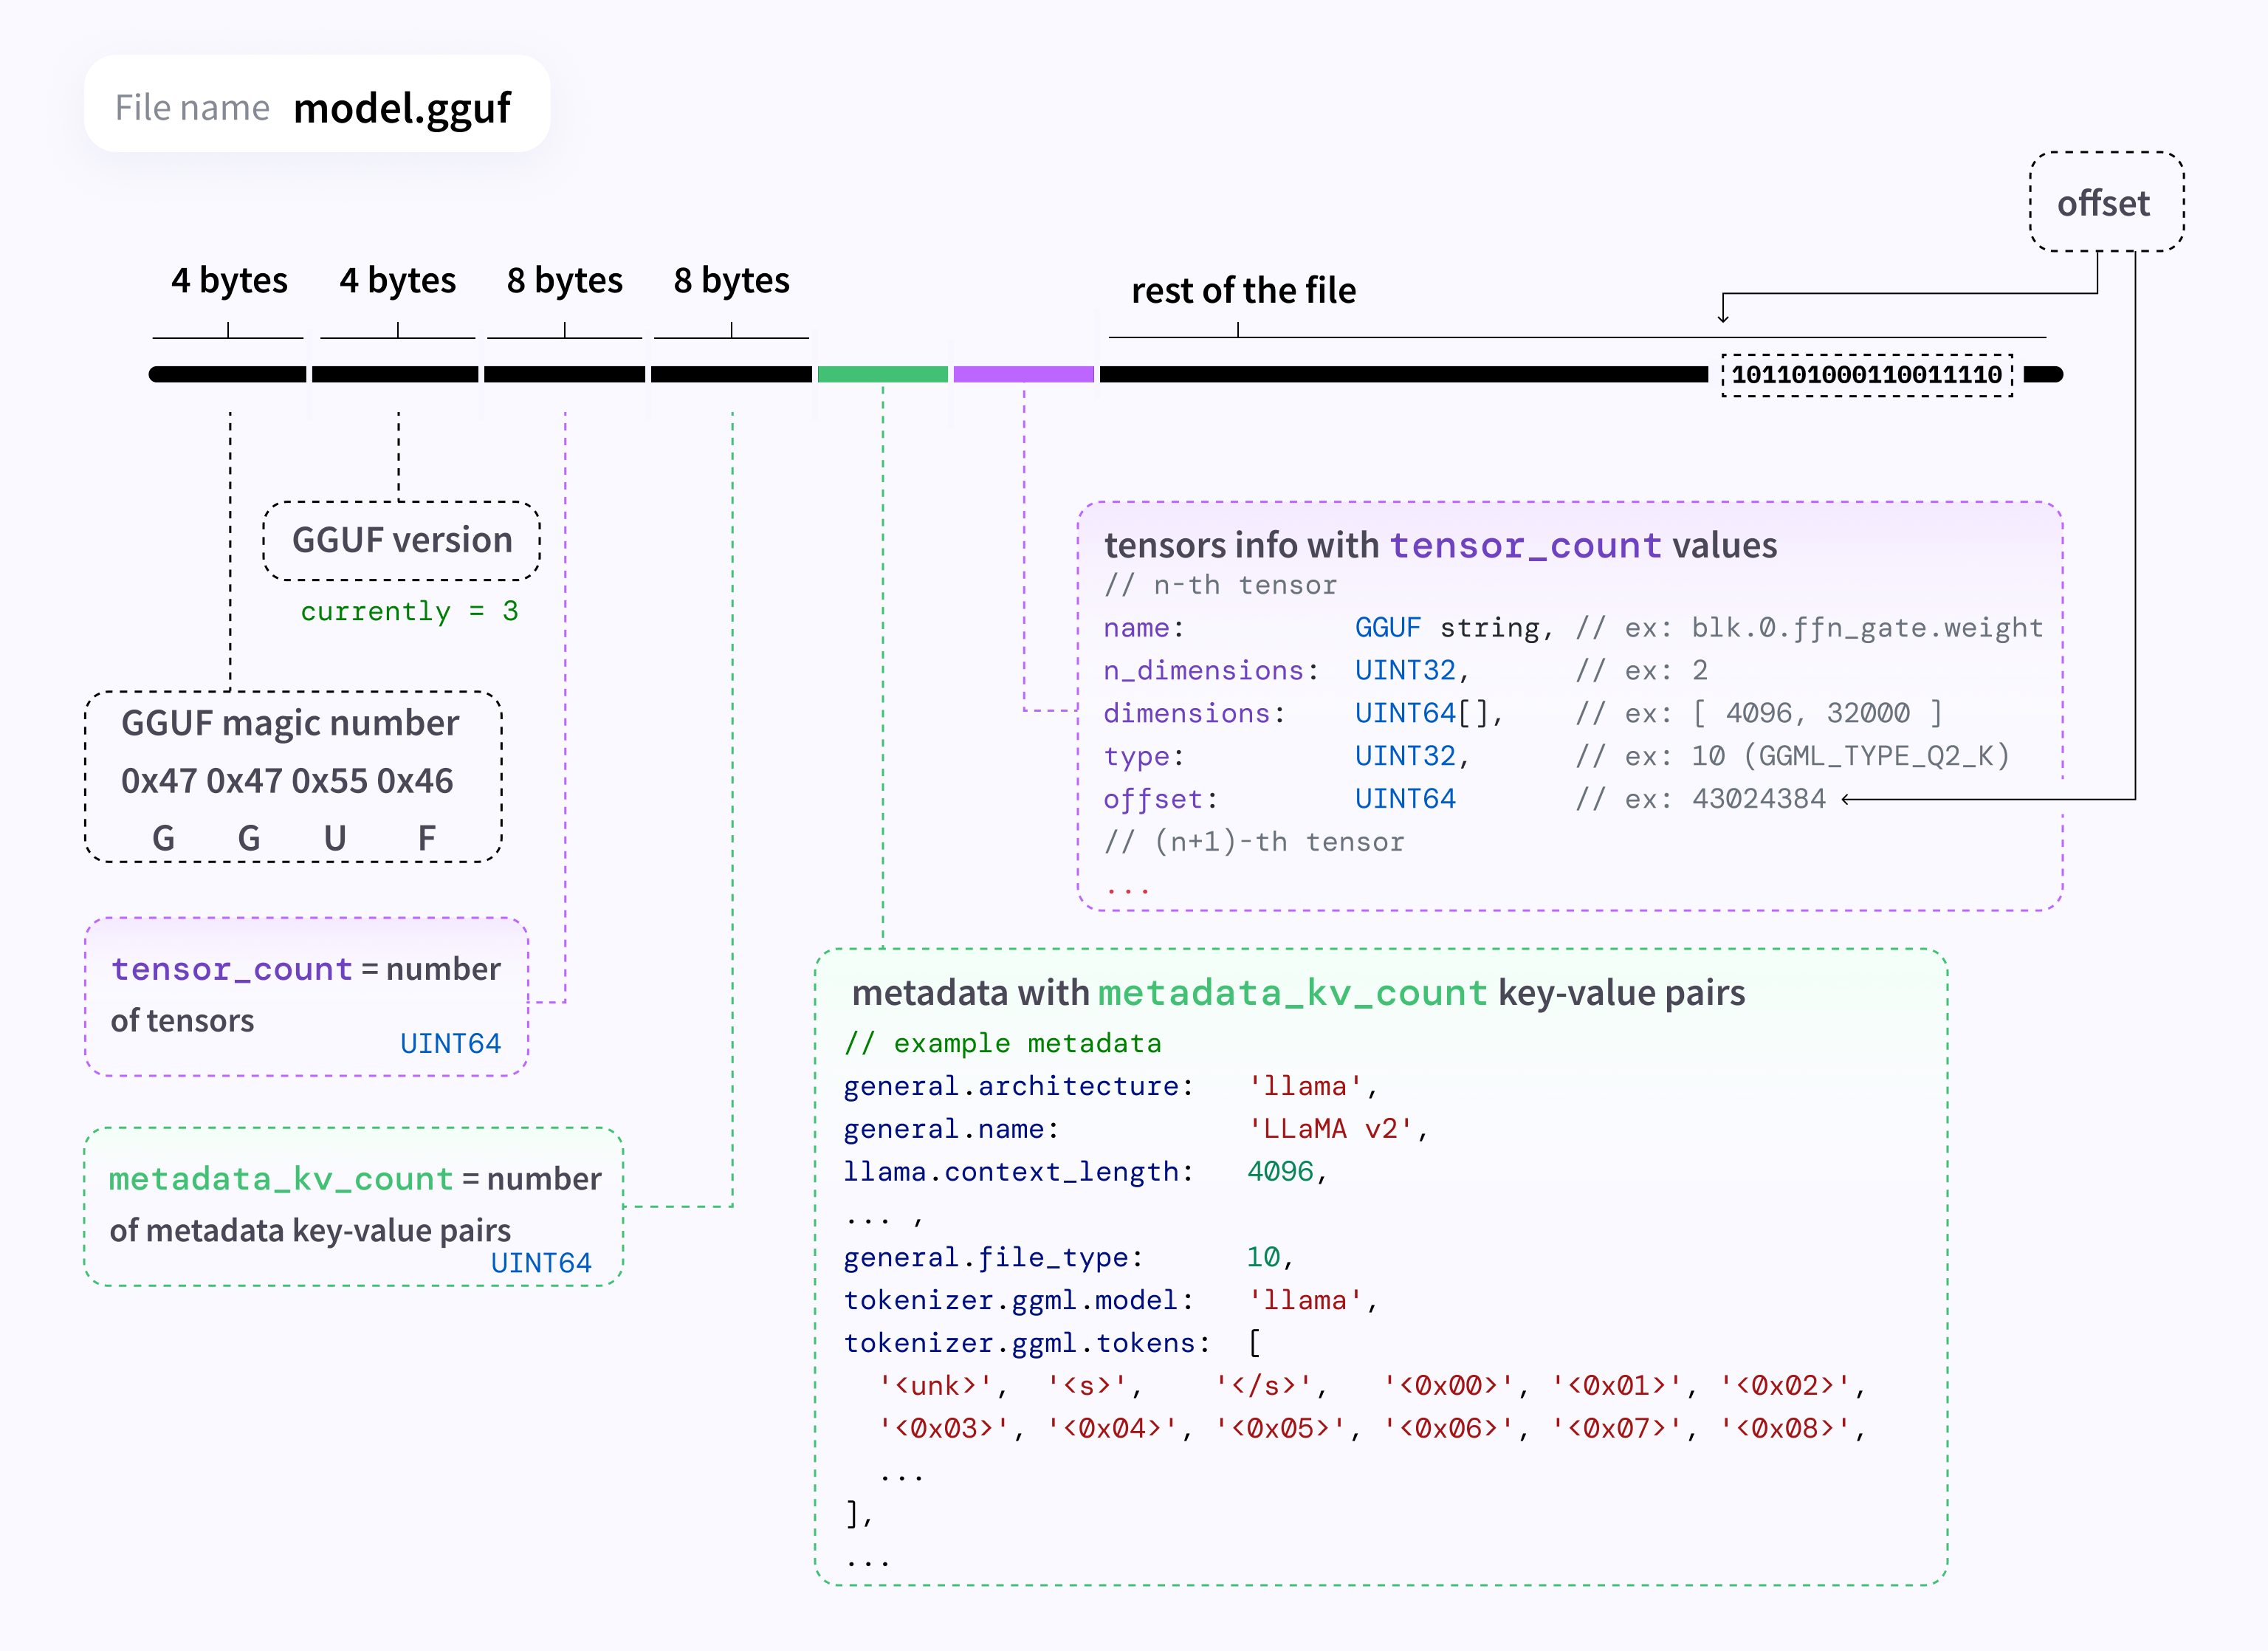 File name model.gguf
offset
4 bytes 4 bytes 8 bytes 8 bytes rest of the file
101101000110011110
GGUF version
currently = 3
GGUF magic number
0x47 0x47 0x55 0x46
G G U F
tensor_count = number
of tensors
UINT64
metadata_kv_count = number
of metadata key-value pairs
UINT64
tensors info with tensor_count values
// n-th tensor
name: GGUF string, // ex: blk.0.ffn_gate.weight
n_dimensions: UINT32, // ex: 2
dimensions: UINT64[], // ex: [ 4096, 32000 ]
type: UINT32, // ex: 10 (GGML_TYPE_Q2_K)
offset: UINT64 // ex: 43024384
// (n+1)-th tensor
...
metadata with metadata_kv_count key-value pairs
// example metadata
general.architecture: 'llama',
general.name: 'LLaMA v2',
llama.context_length: 4096,
... ,
general.file_type: 10,
tokenizer.ggml.model: 'llama',
tokenizer.ggml.tokens: [
'<unk>', '<s>', '</s>', '<0x00>', '<0x01>', '<0x02>',
'<0x03>', '<0x04>', '<0x05>', '<0x06>', '<0x07>', '<0x08>',
...
],
...